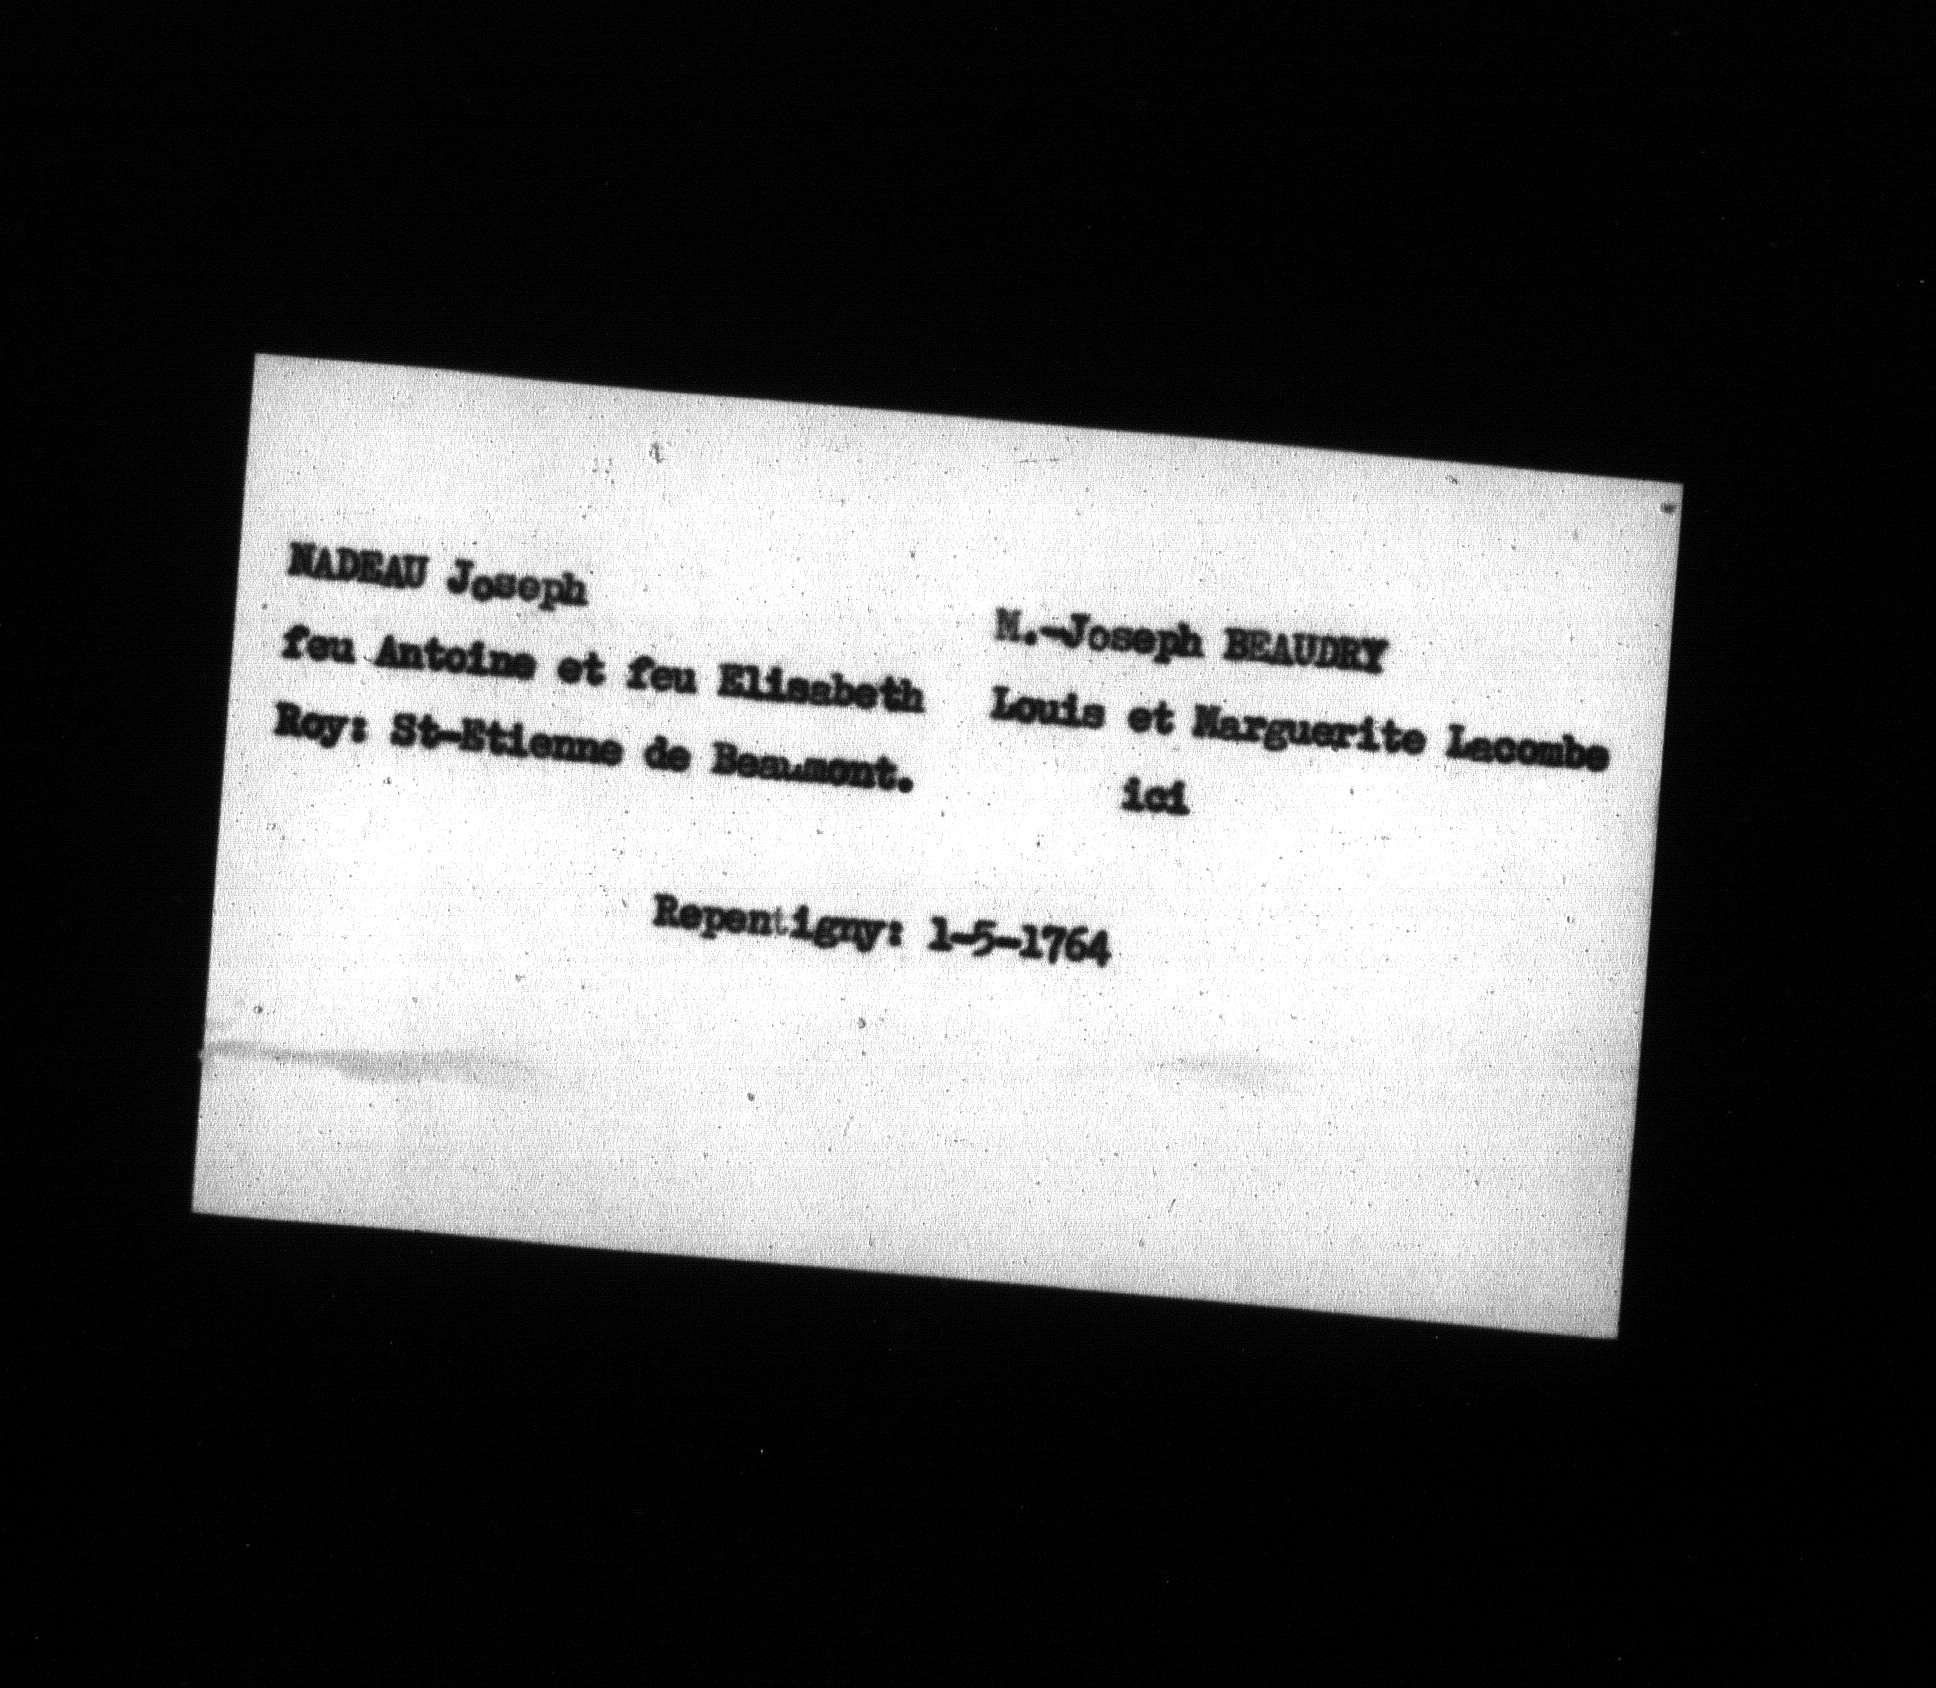 NADEAU Joseph
feu Antoine et feu Elisabeth
Roy: St-Etienne de Beaumont.
M.-Joseph BEAUDRY
Louis et Marguerite Lacombe
ici
Repentigny: 1-5-1764